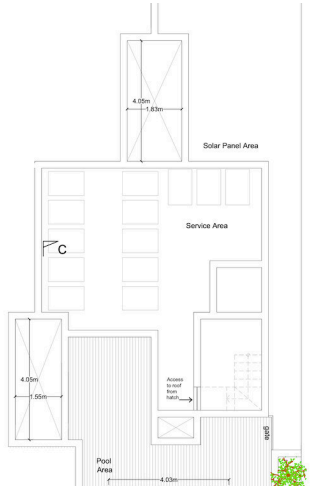 4.05m
1.83m
Solar Panel Area
Service Area
C
4.05m
1.55m
Access
to roof
from
hatch
gate
Pool
Area
4.03m